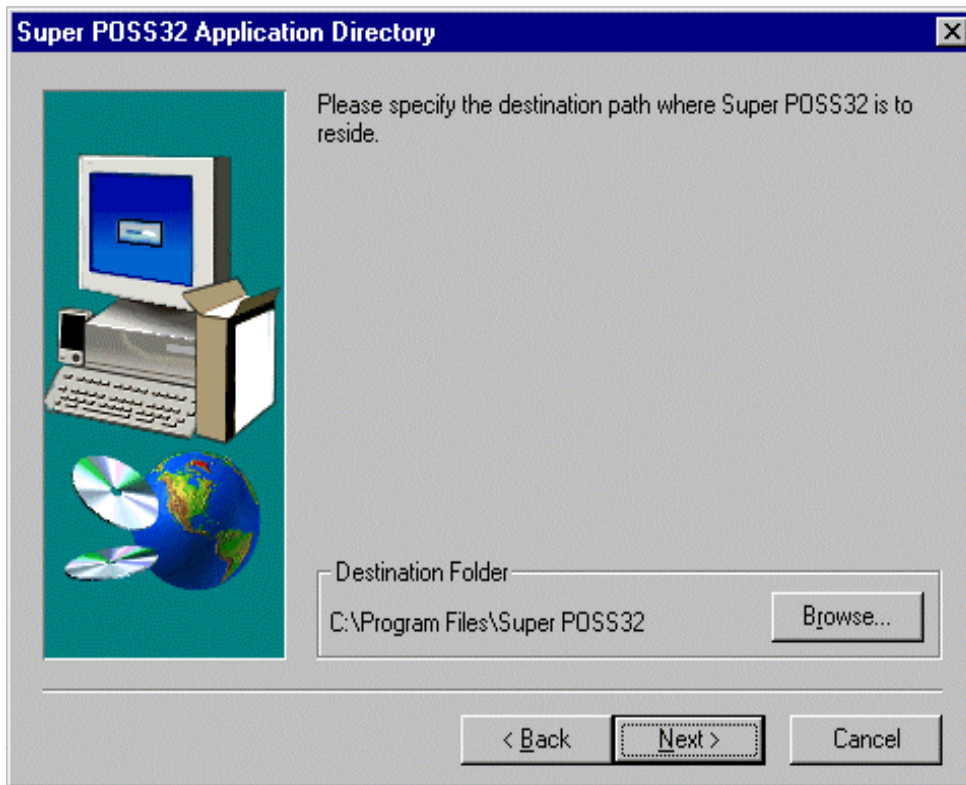 Super POSS32 Application Directory
Please specify the destination path where Super POSS32 is to
reside.
Destination Folder
C:\Program Files\Super POSS32
Browse...
< Back
Next >
Cancel